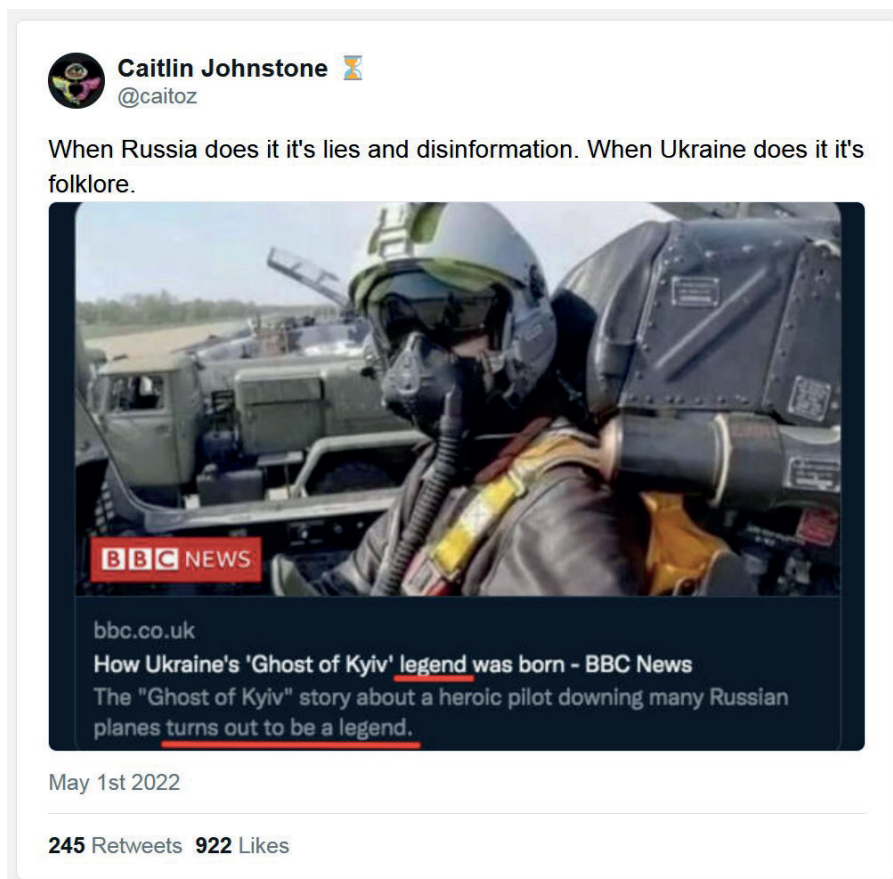 Caitlin Johnstone ⏳
@caitoz
When Russia does it it's lies and disinformation. When Ukraine does it it's
folklore.
BBC NEWS
bbc.co.uk
How Ukraine's 'Ghost of Kyiv' legend was born - BBC News
The "Ghost of Kyiv" story about a heroic pilot downing many Russian
planes turns out to be a legend.
May 1st 2022
245 Retweets 922 Likes